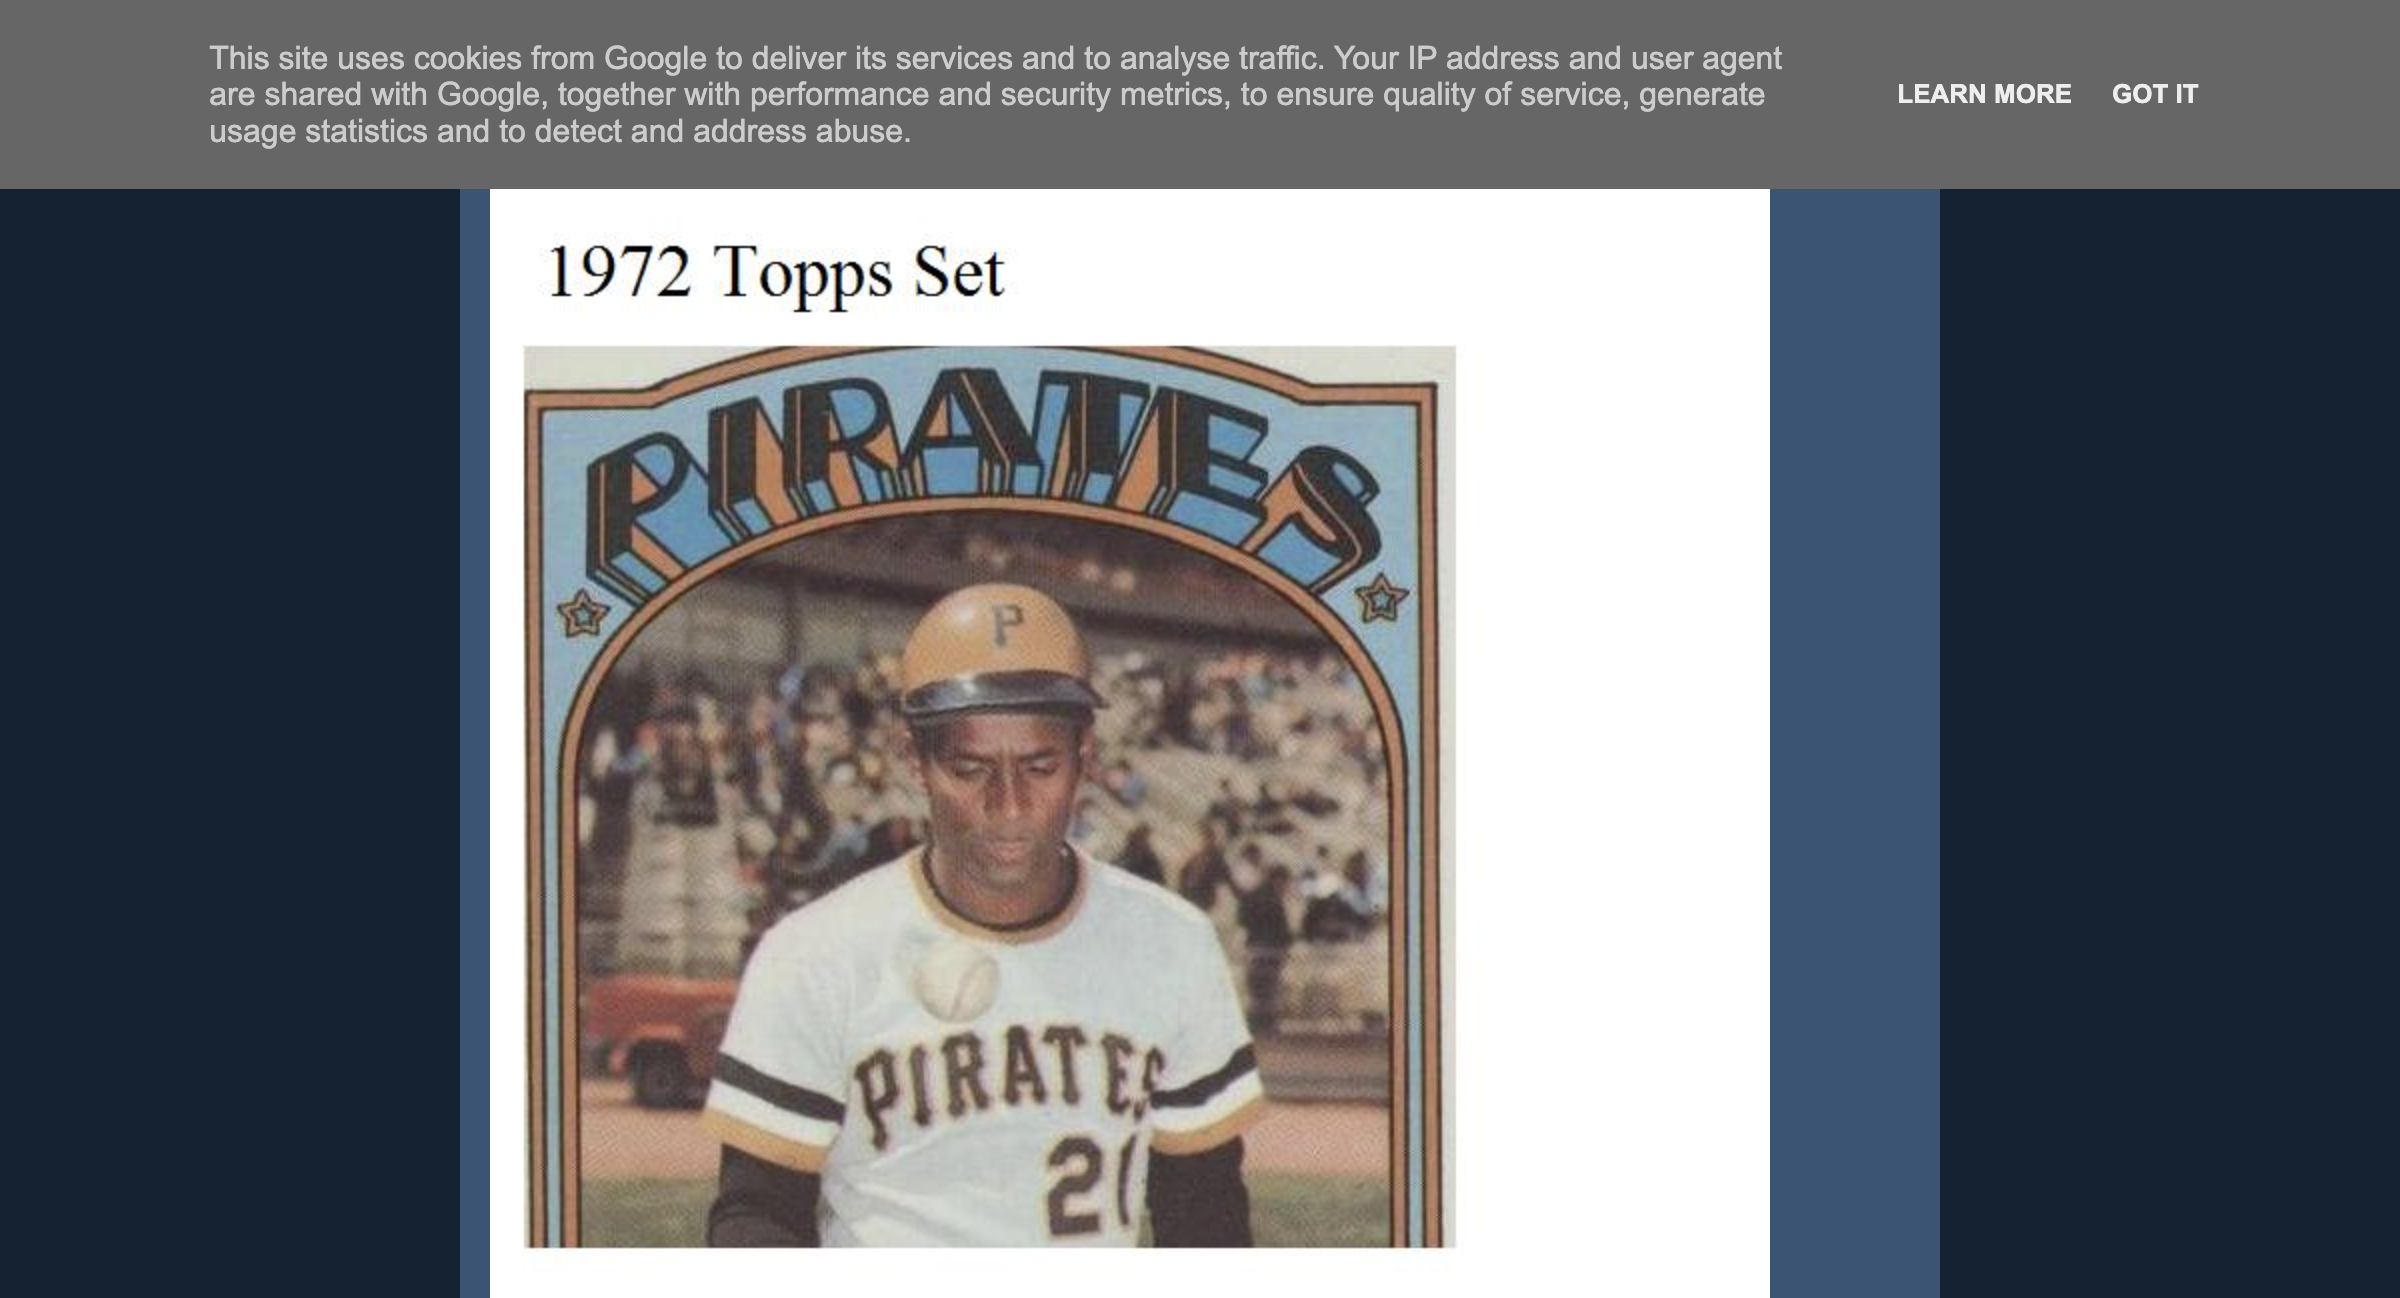 This site uses cookies from Google to deliver its services and to analyse traffic. Your IP address and user agent
are shared with Google, together with performance and security metrics, to ensure quality of service, generate
usage statistics and to detect and address abuse.
LEARN MORE GOT IT
1972 Topps Set
PIRATES
P
PIRATES
21